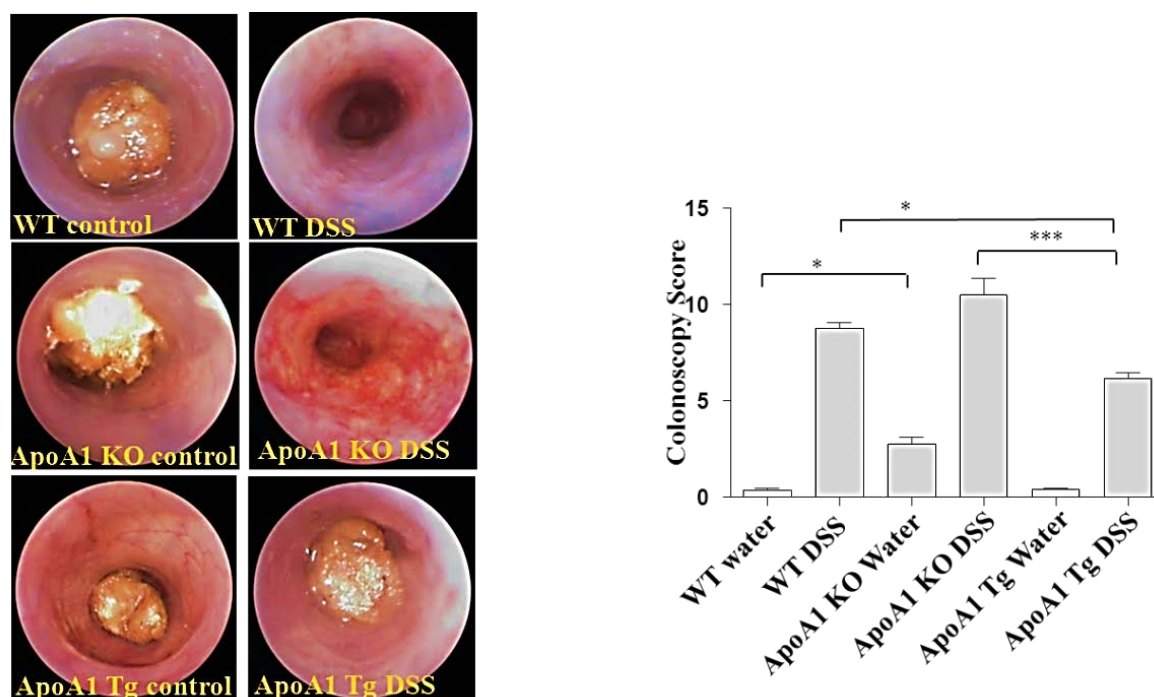 WT control
WT DSS
ApoA1 KO control
ApoA1 KO DSS
ApoA1 Tg control
ApoA1 Tg DSS
Colonoscopy Score
15
10
5
0
*
***
*
WT water
WT DSS
ApoA1 KO Water
ApoA1 KO DSS
ApoA1 Tg Water
ApoA1 Tg DSS